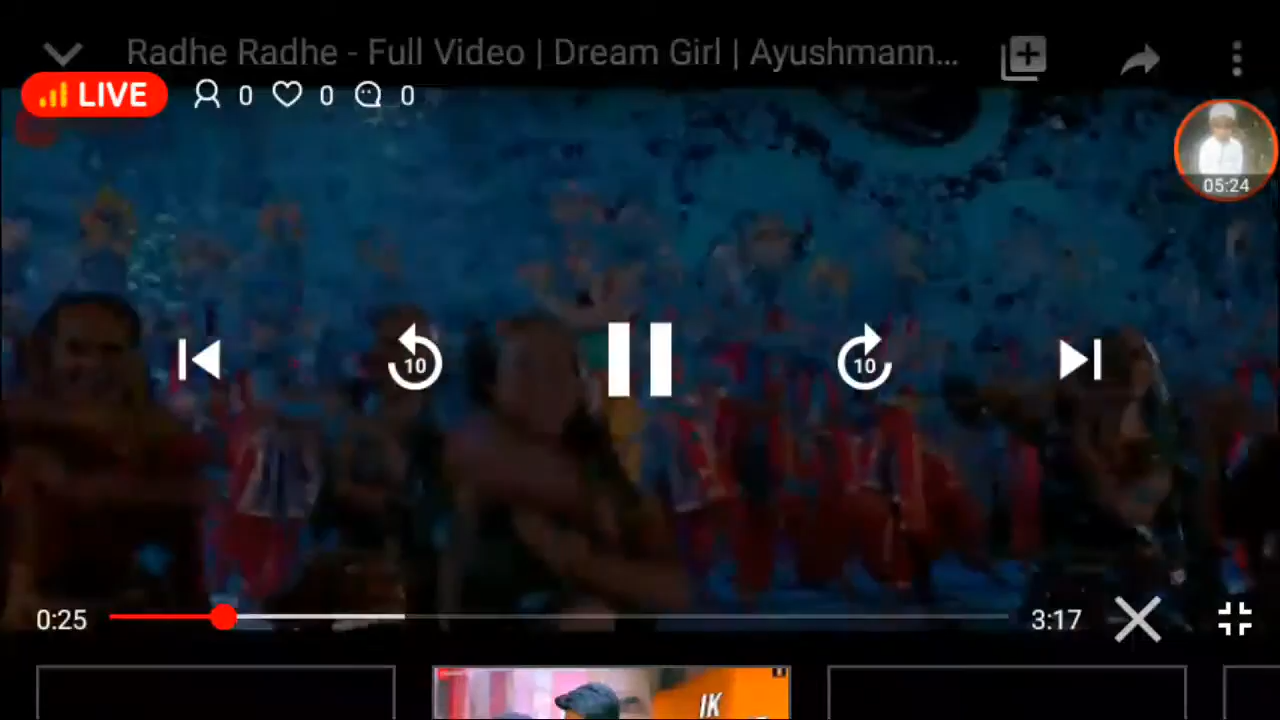 Radhe Radhe - Full Video | Dream Girl | Ayushmann...
LIVE 0 0 0
05:24
10 10
0:25 3:17
IK